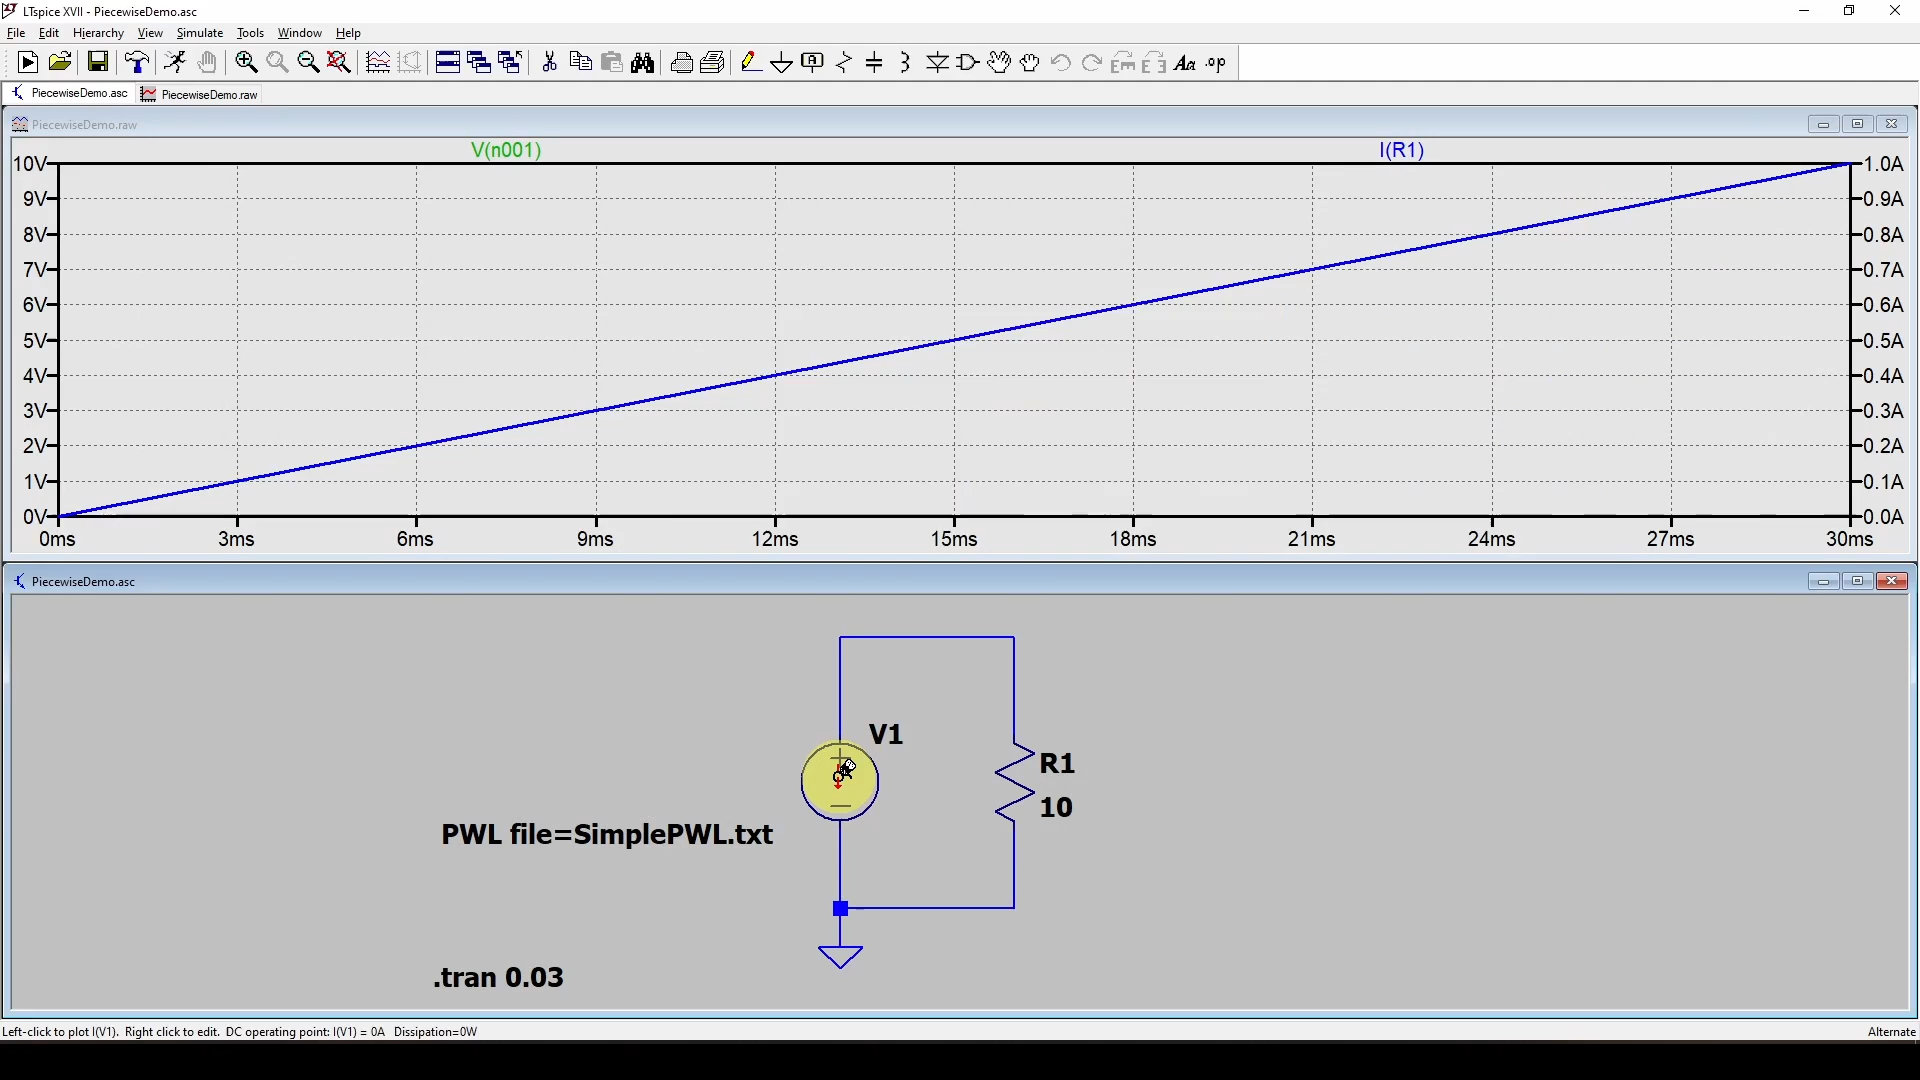 LTspice XVII - PiecewiseDemo.asc
File Edit Hierarchy View Simulate Tools Window Help
A Aa .op
PiecewiseDemo.asc PiecewiseDemo.raw
PiecewiseDemo.raw
V(n001) I(R1)
10V 1.0A
9V 0.9A
8V 0.8A
7V 0.7A
6V 0.6A
5V 0.5A
4V 0.4A
3V 0.3A
2V 0.2A
1V 0.1A
0V 0.0A
0ms 3ms 6ms 9ms 12ms 15ms 18ms 21ms 24ms 27ms 30ms
PiecewiseDemo.asc
V1
R1
10
PWL file=SimplePWL.txt
.tran 0.03
Left-click to plot I(V1). Right click to edit. DC operating point: I(V1) = 0A Dissipation=0W Alternate